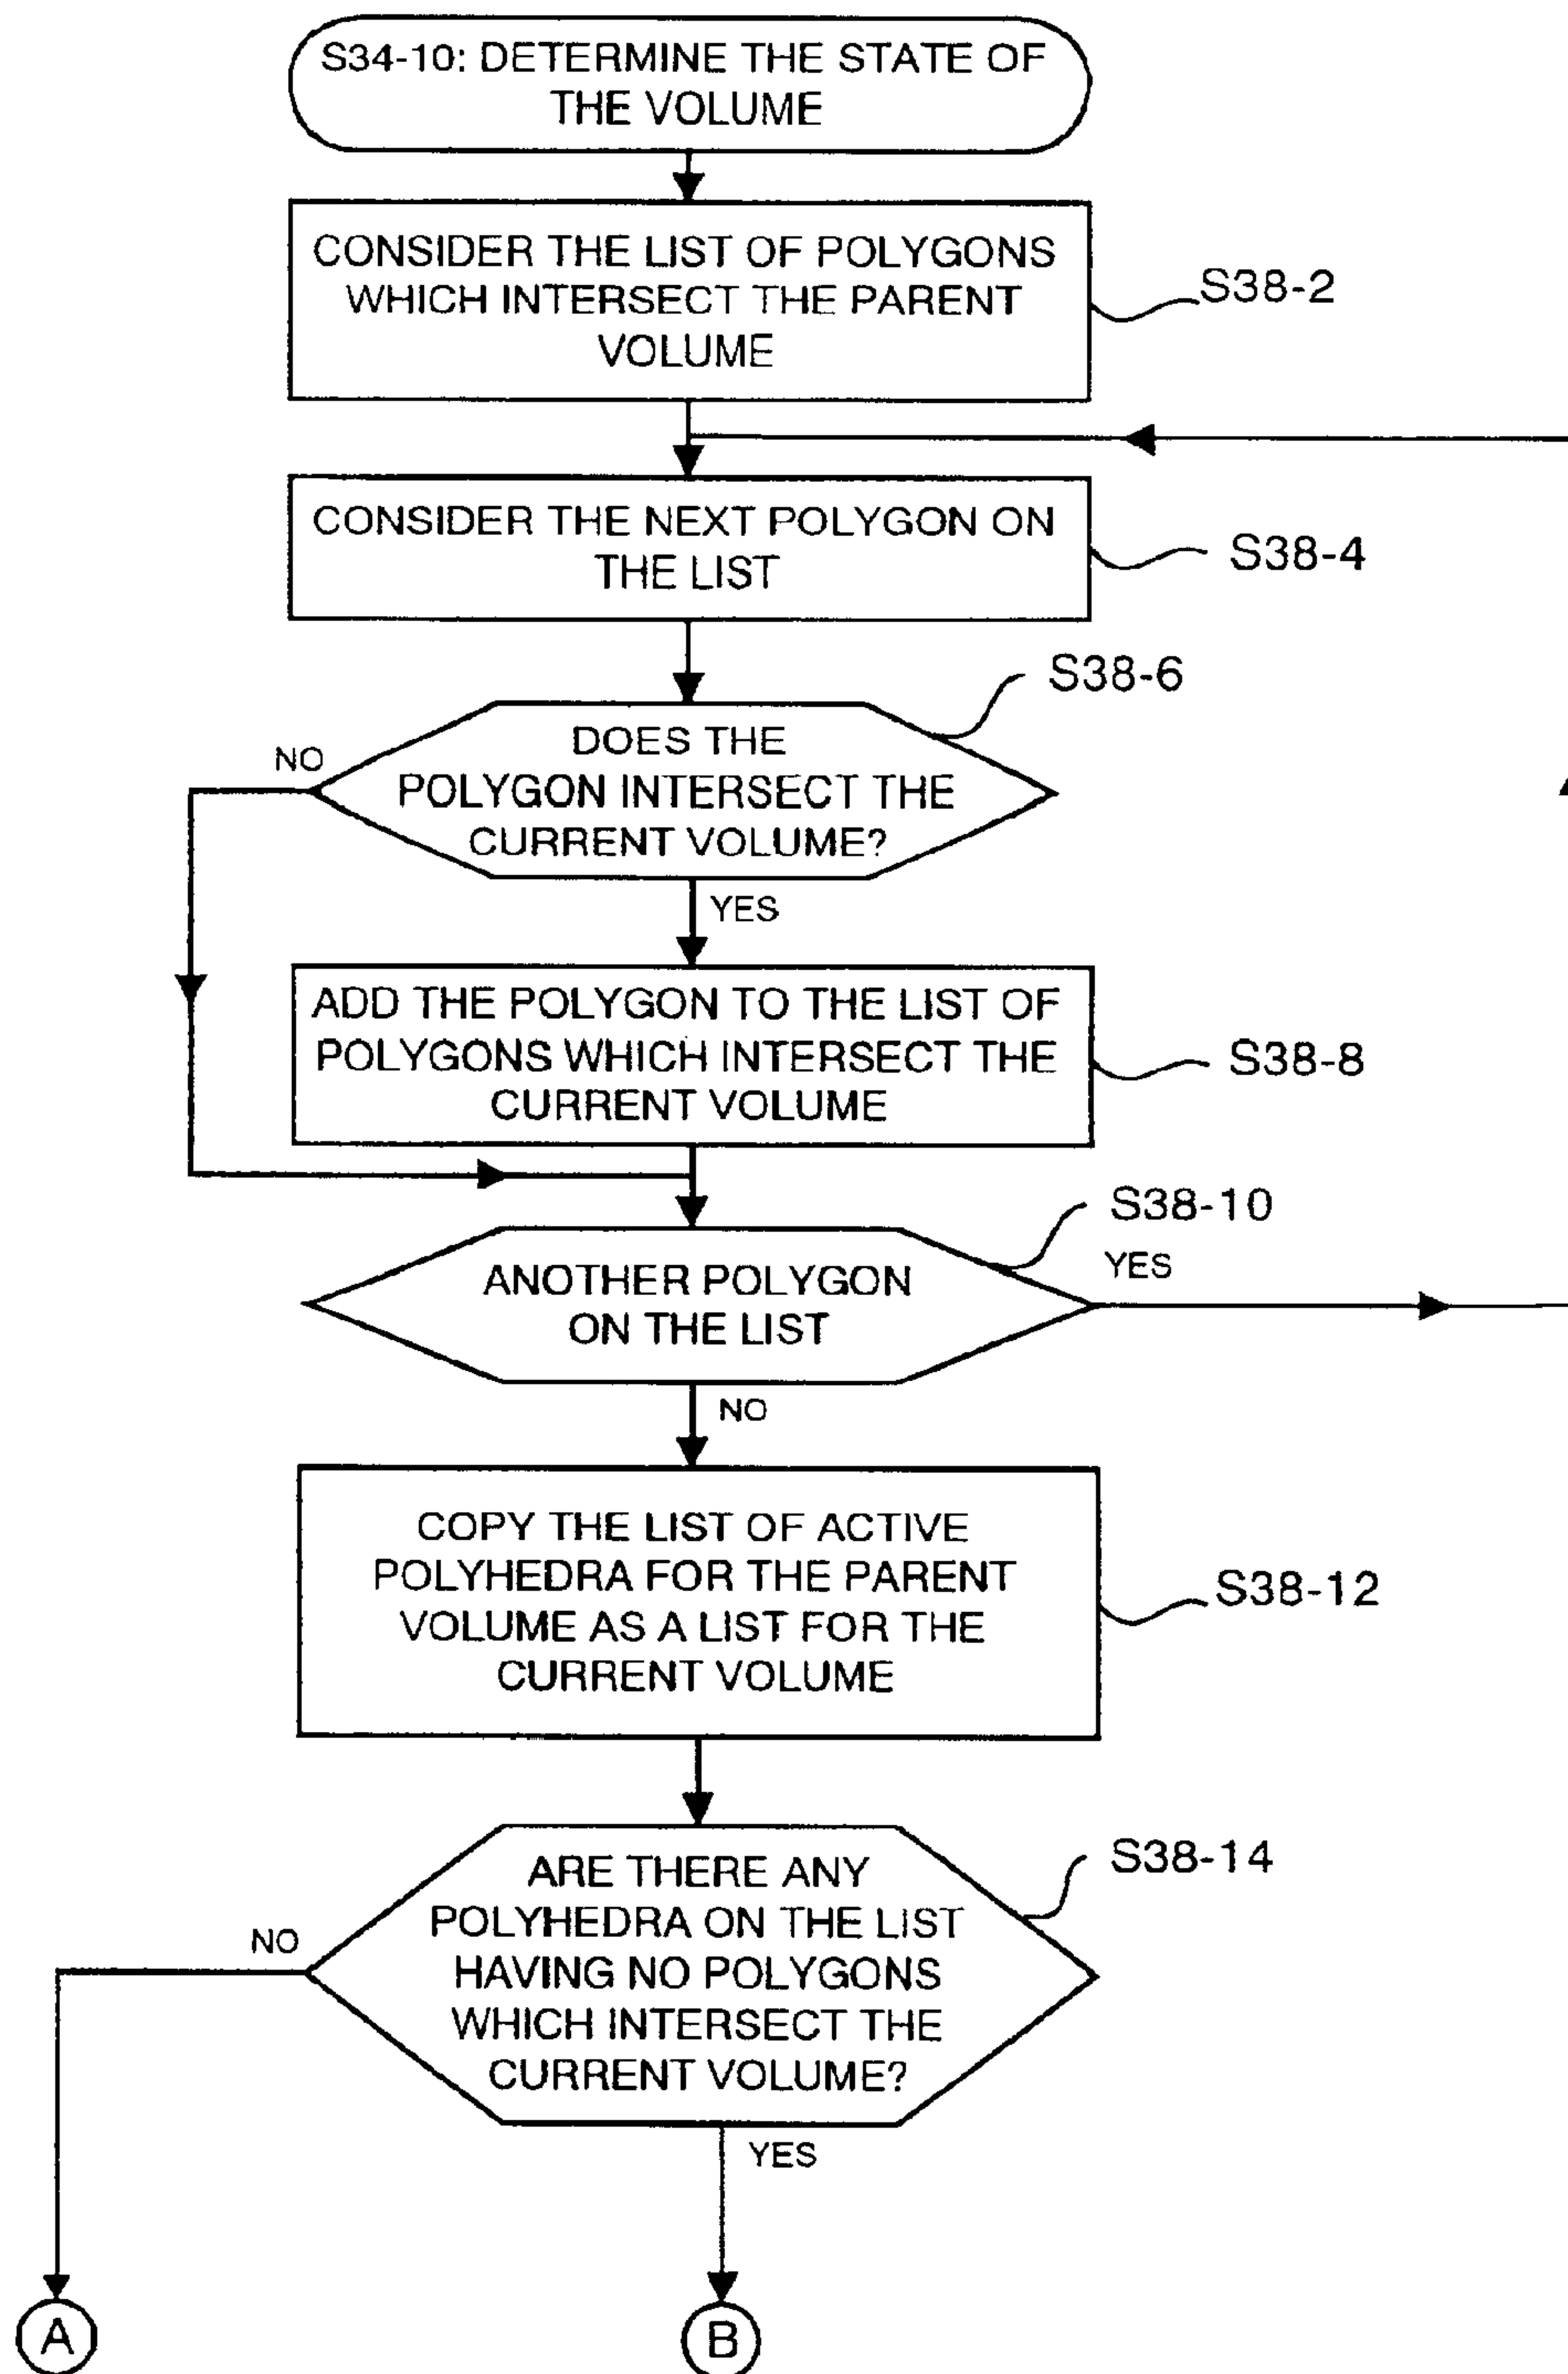 S34-10: DETERMINE THE STATE OF
THE VOLUME
CONSIDER THE LIST OF POLYGONS
WHICH INTERSECT THE PARENT
VOLUME
S38-2
CONSIDER THE NEXT POLYGON ON
THE LIST
S38-4
S38-6
DOES THE
POLYGON INTERSECT THE
CURRENT VOLUME?
NO
YES
ADD THE POLYGON TO THE LIST OF
POLYGONS WHICH INTERSECT THE
CURRENT VOLUME
S38-8
S38-10
ANOTHER POLYGON
ON THE LIST
YES
NO
COPY THE LIST OF ACTIVE
POLYHEDRA FOR THE PARENT
VOLUME AS A LIST FOR THE
CURRENT VOLUME
S38-12
S38-14
ARE THERE ANY
POLYHEDRA ON THE LIST
HAVING NO POLYGONS
WHICH INTERSECT THE
CURRENT VOLUME?
NO
YES
A
B